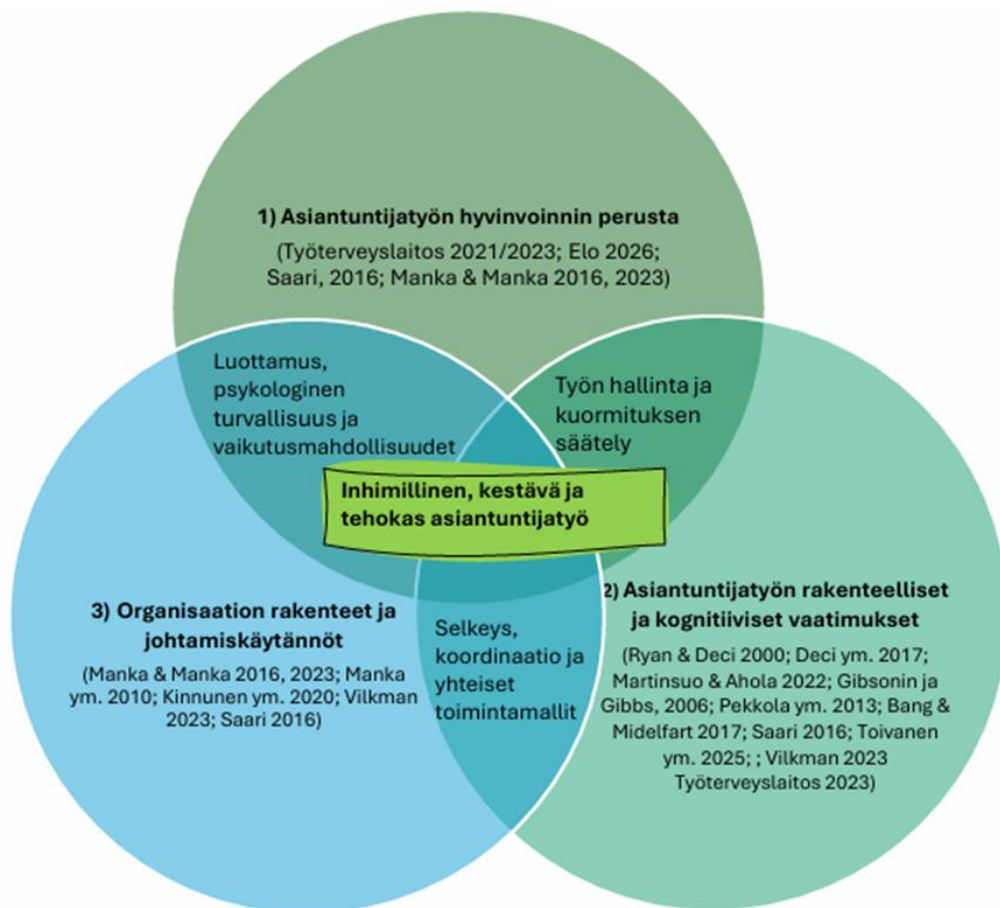 1) Asiantuntijatyön hyvinvoinnin perusta
(Työterveyslaitos 2021/2023; Elo 2026;
Saari, 2016; Manka & Manka 2016, 2023)
Luottamus,
psykologinen
turvallisuus ja
vaikutusmahdollisuudet
Työn hallinta ja
kuormituksen
säätely
Inhimillinen, kestävä ja
tehokas asiantuntijatyö
3) Organisaation rakenteet ja
johtamiskäytännöt
(Manka & Manka 2016, 2023; Manka
ym. 2010; Kinnunen ym. 2020; Vilkman
2023; Saari 2016)
Selkeys,
koordinaatio ja
yhteiset
toimintamallit
2) Asiantuntijatyön rakenteelliset
ja kognitiiviset vaatimukset
(Ryan & Deci 2000; Deci ym. 2017;
Martinsuo & Ahola 2022; Gibsonin ja
Gibbs, 2006; Pekkola ym. 2013; Bang &
Midelfart 2017; Saari 2016; Toivanen
ym. 2025; ; Vilkman 2023
Työterveyslaitos 2023)